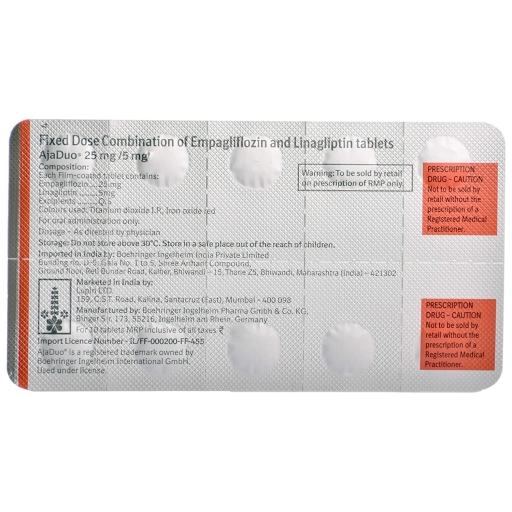 Fixed Dose Combination of Empagliflozin and Linagliptin tablets
AjaDuo® 25 mg/5 mg
Composition:
Each Film-coated tablet contains:
Empagliflozin .... 25 mg
Linagliptin ........ 5mg
Excipients ........ Q.S
Colours used: Titanium dioxide I.P., Iron oxide red
For oral administration only.
Warning: To be sold by retail
on prescription of RMP only.
Dosage - As directed by physician
Storage: Do not store above 30°C. Store in a safe place out of the reach of children.
Imported in India by: Boehringer Ingelheim India Private Limited
Building no. D-5, Gala No. 1 to 5, Shree Arihant Compound,
Ground floor, Reti Bunder Road, Kalher, Bhiwandi - 15, Thane Z5, Bhiwandi, Maharashtra (India) - 421302
Marketed in India by:
Lupin LTD.
159, C.S.T. Road, Kalina, Santacruz (East), Mumbai - 400 098
Manufactured by: Boehringer Ingelheim Pharma GmbH & Co. KG,
Binger Str. 173, 55216, Ingelheim am Rhein, Germany
For 10 tablets MRP inclusive of all taxes ₹
Import Licence Number - IL/FF-000200-FF-455
AjaDuo® is a registered trademark owned by
Boehringer Ingelheim International GmbH.
Used under license.
PRESCRIPTION
DRUG - CAUTION
Not to be sold by
retail without the
prescription of a
Registered Medical
Practitioner.
PRESCRIPTION
DRUG - CAUTION
Not to be sold by
retail without the
prescription of a
Registered Medical
Practitioner.